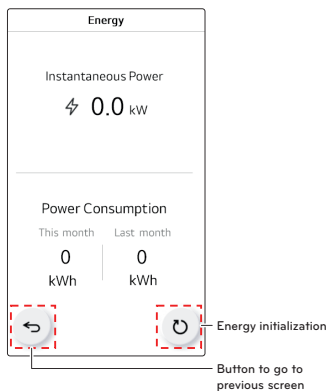 Energy
Instantaneous Power
0.0 kW
Power Consumption
This month Last month
0 0
kWh kWh
Energy initialization
Button to go to
previous screen